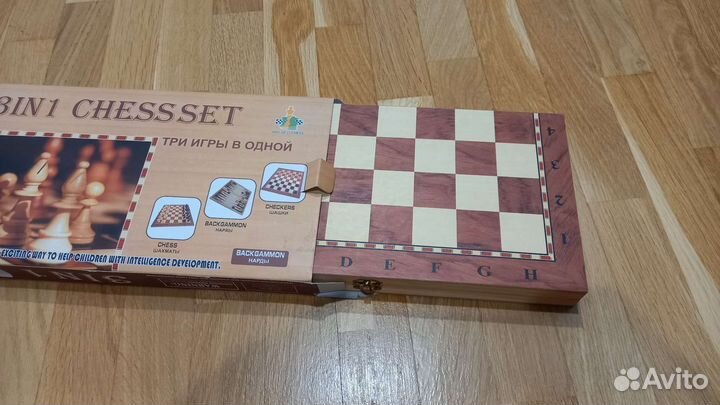 3IN1 CHESSSET
ТРИ ИГРЫ В ОДНОЙ
CHECKERS
ШАШКИ
BACKGAMMON
НАРДЫ
CHESS
ШАХМАТЫ
BACKGAMMON
НАРДЫ
EXCITING WAY TO HELP CHILDREN WITH INTELLIGENCE DEVELOPMENT.
WARNING
4
3
2
1
D E F G H
Avito